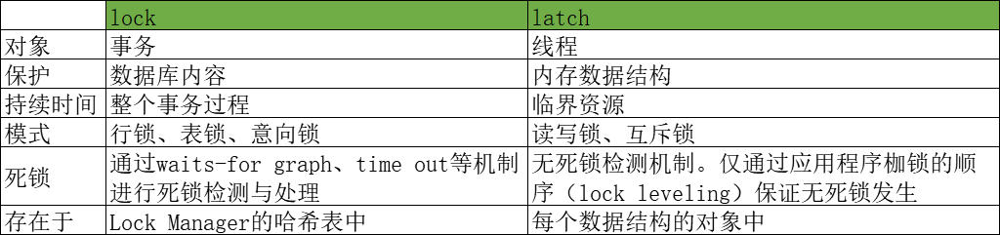 lock latch
对象 事务 线程
保护 数据库内容 内存数据结构
持续时间 整个事务过程 临界资源
模式 行锁、表锁、意向锁 读写锁、互斥锁
死锁 通过waits-for graph、time out等机制 无死锁检测机制。仅通过应用程序枷锁的顺
进行死锁检测与处理 序（lock leveling）保证无死锁发生
存在于 Lock Manager的哈希表中 每个数据结构的对象中